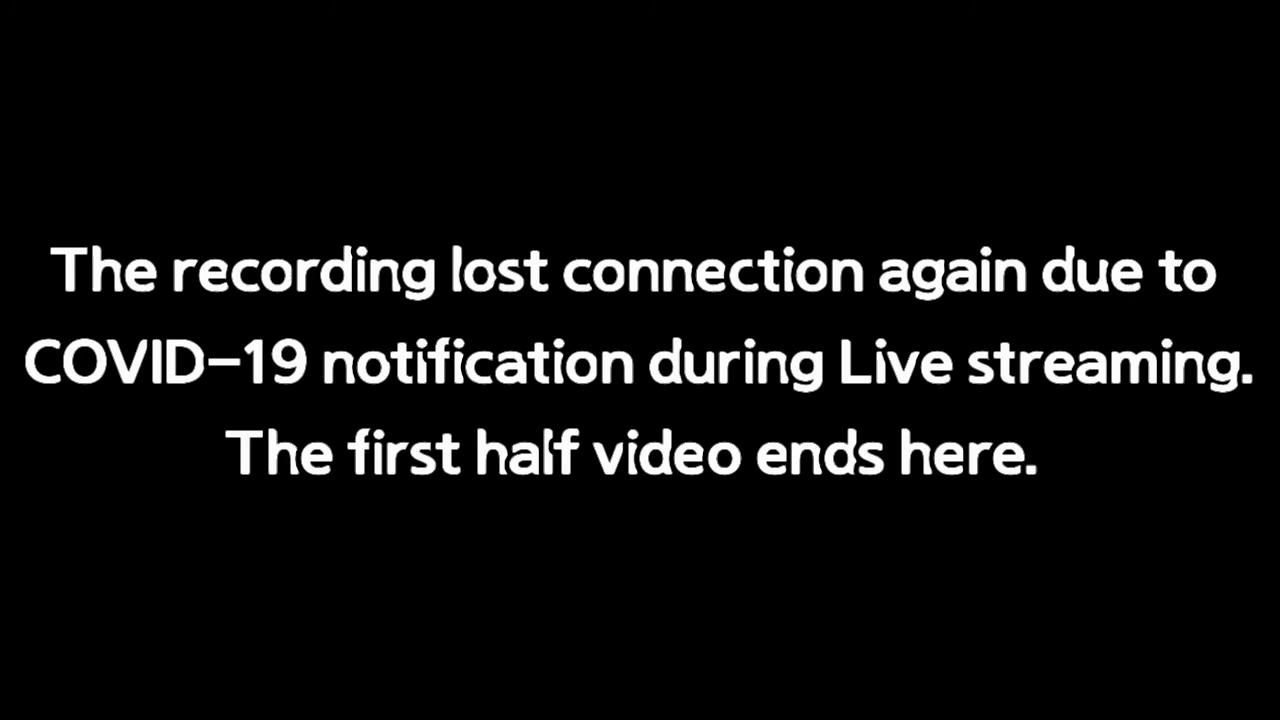 The recording lost connection again due to
COVID-19 notification during Live streaming.
The first half video ends here.